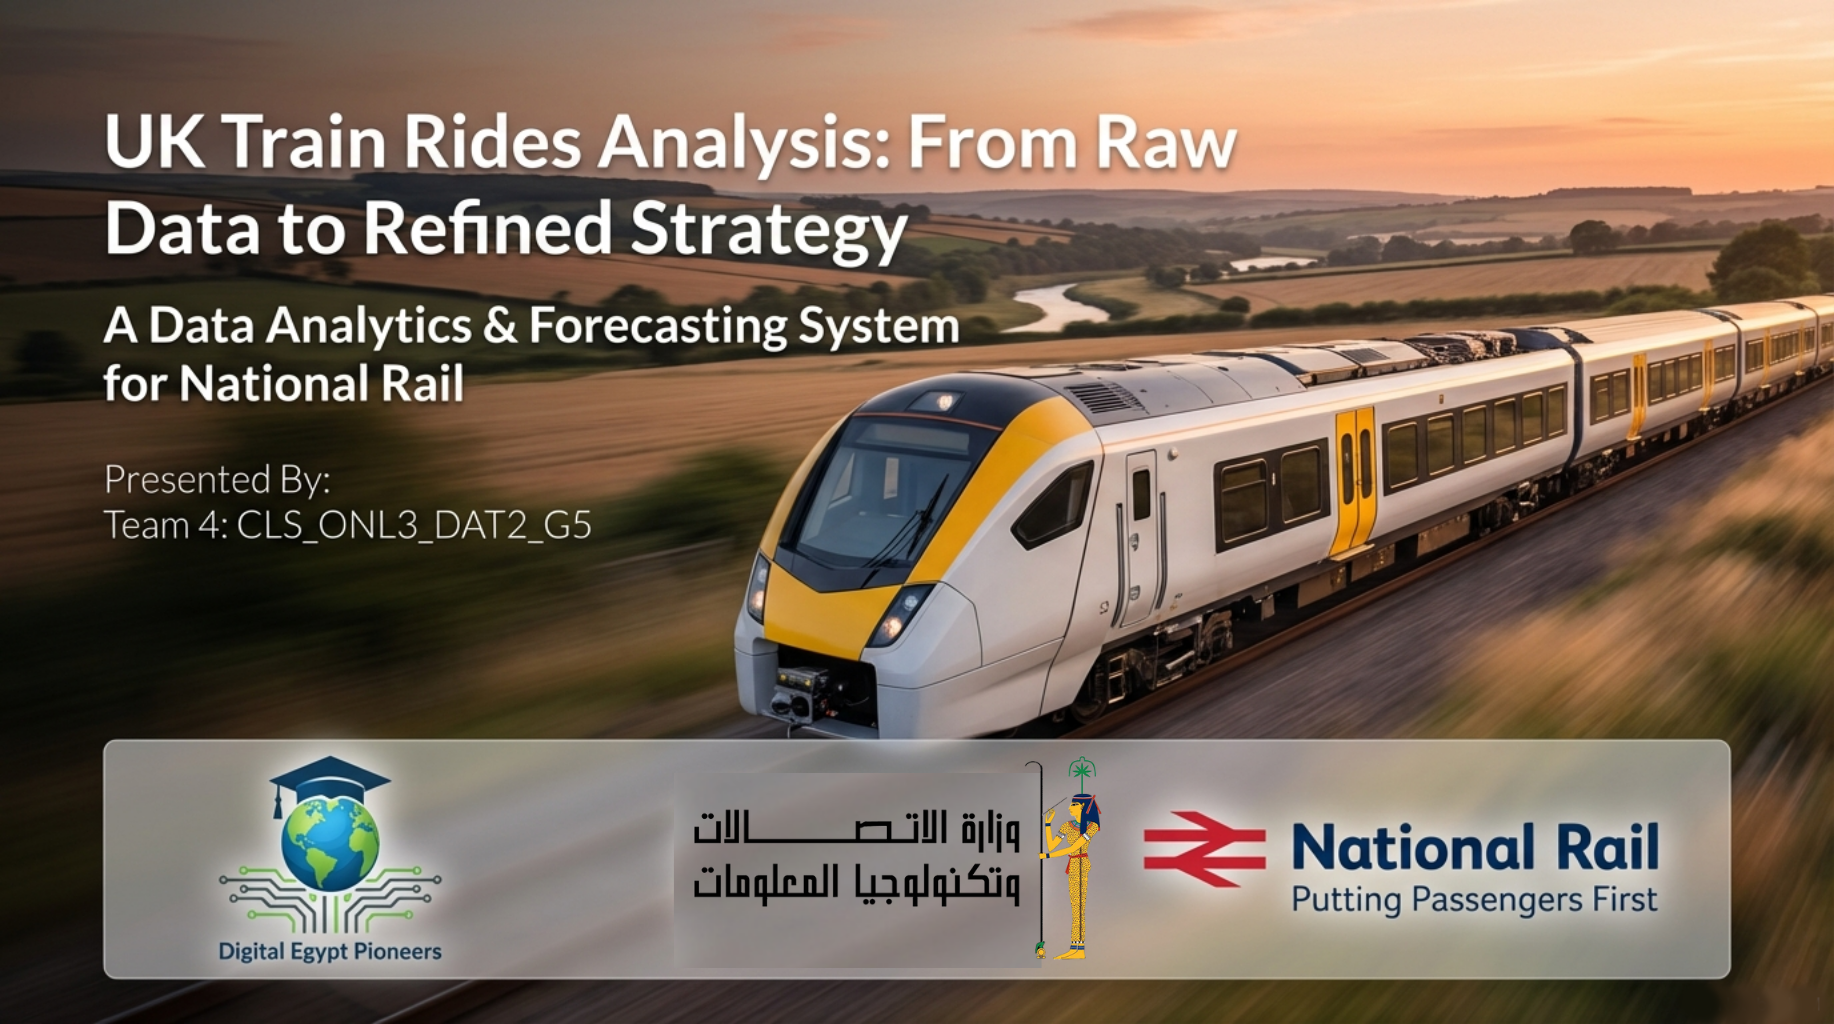 UK Train Rides Analysis: From Raw
Data to Refined Strategy
A Data Analytics & Forecasting System
for National Rail
Presented By:
Team 4: CLS_ONL3_DAT2_G5
Digital Egypt Pioneers
وزارة الاتصالات
وتكنولوجيا المعلومات
National Rail
Putting Passengers First